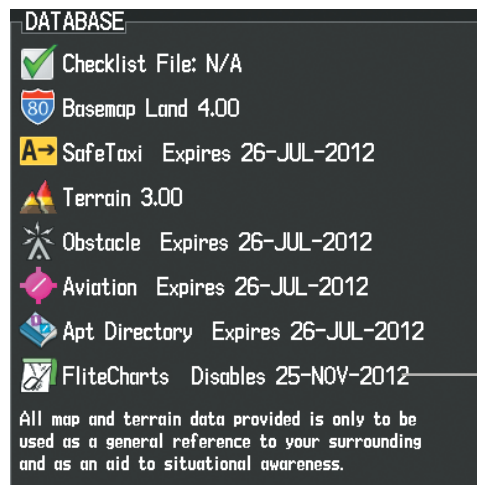 DATABASE
Checklist File: N/A
80 Basemap Land 4.00
A→ SafeTaxi Expires 26-JUL-2012
Terrain 3.00
Obstacle Expires 26-JUL-2012
Aviation Expires 26-JUL-2012
Apt Directory Expires 26-JUL-2012
FliteCharts Disables 25-NOV-2012
All map and terrain data provided is only to be
used as a general reference to your surrounding
and as an aid to situational awareness.